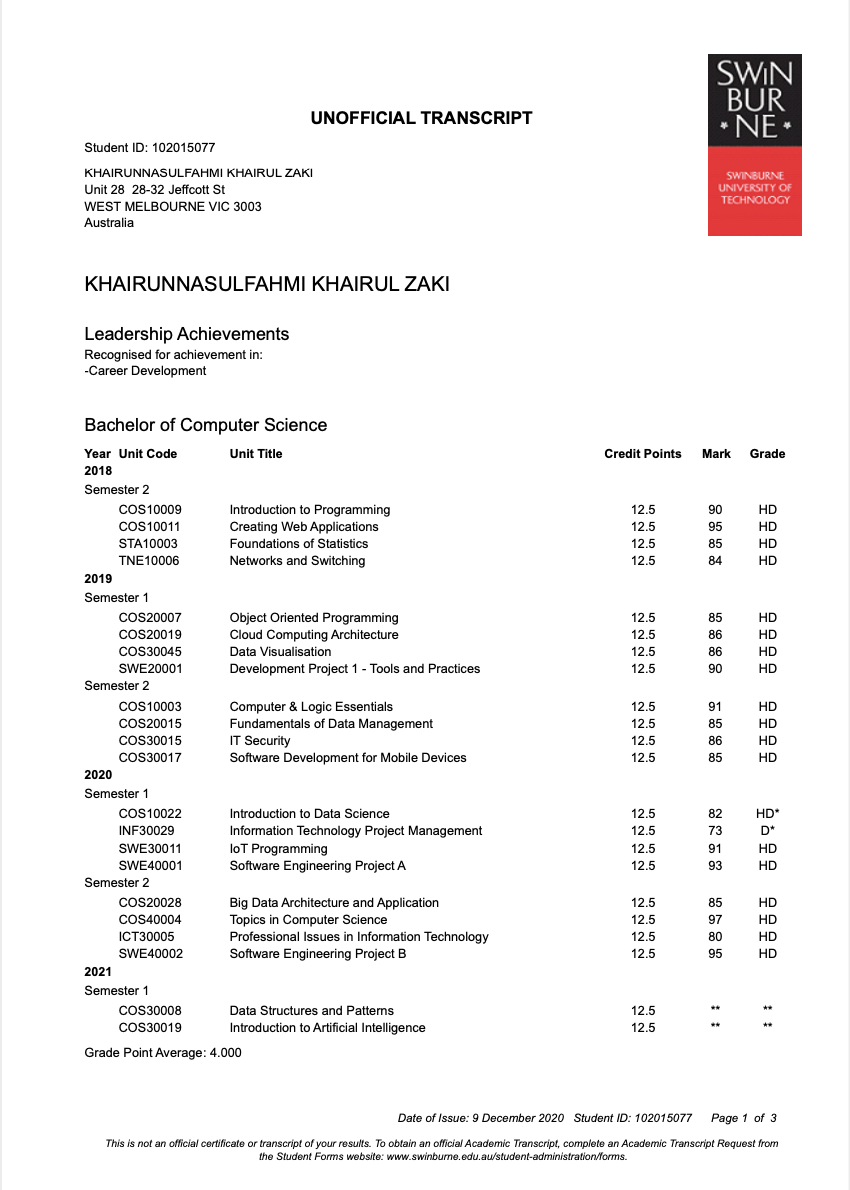 SWiN
BUR
* NE *
SWINBURNE
UNIVERSITY OF
TECHNOLOGY
UNOFFICIAL TRANSCRIPT
Student ID: 102015077
KHAIRUNNASULFAHMI KHAIRUL ZAKI
Unit 28 28-32 Jeffcott St
WEST MELBOURNE VIC 3003
Australia
KHAIRUNNASULFAHMI KHAIRUL ZAKI
Leadership Achievements
Recognised for achievement in:
-Career Development
Bachelor of Computer Science
Year Unit Code Unit Title Credit Points Mark Grade
2018
Semester 2
COS10009 Introduction to Programming 12.5 90 HD
COS10011 Creating Web Applications 12.5 95 HD
STA10003 Foundations of Statistics 12.5 85 HD
TNE10006 Networks and Switching 12.5 84 HD
2019
Semester 1
COS20007 Object Oriented Programming 12.5 85 HD
COS20019 Cloud Computing Architecture 12.5 86 HD
COS30045 Data Visualisation 12.5 86 HD
SWE20001 Development Project 1 - Tools and Practices 12.5 90 HD
Semester 2
COS10003 Computer & Logic Essentials 12.5 91 HD
COS20015 Fundamentals of Data Management 12.5 85 HD
COS30015 IT Security 12.5 86 HD
COS30017 Software Development for Mobile Devices 12.5 85 HD
2020
Semester 1
COS10022 Introduction to Data Science 12.5 82 HD*
INF30029 Information Technology Project Management 12.5 73 D*
SWE30011 IoT Programming 12.5 91 HD
SWE40001 Software Engineering Project A 12.5 93 HD
Semester 2
COS20028 Big Data Architecture and Application 12.5 85 HD
COS40004 Topics in Computer Science 12.5 97 HD
ICT30005 Professional Issues in Information Technology 12.5 80 HD
SWE40002 Software Engineering Project B 12.5 95 HD
2021
Semester 1
COS30008 Data Structures and Patterns 12.5 ** **
COS30019 Introduction to Artificial Intelligence 12.5 ** **
Grade Point Average: 4.000
Date of Issue: 9 December 2020 Student ID: 102015077 Page 1 of 3
This is not an official certificate or transcript of your results. To obtain an official Academic Transcript, complete an Academic Transcript Request from
the Student Forms website: www.swinburne.edu.au/student-administration/forms.